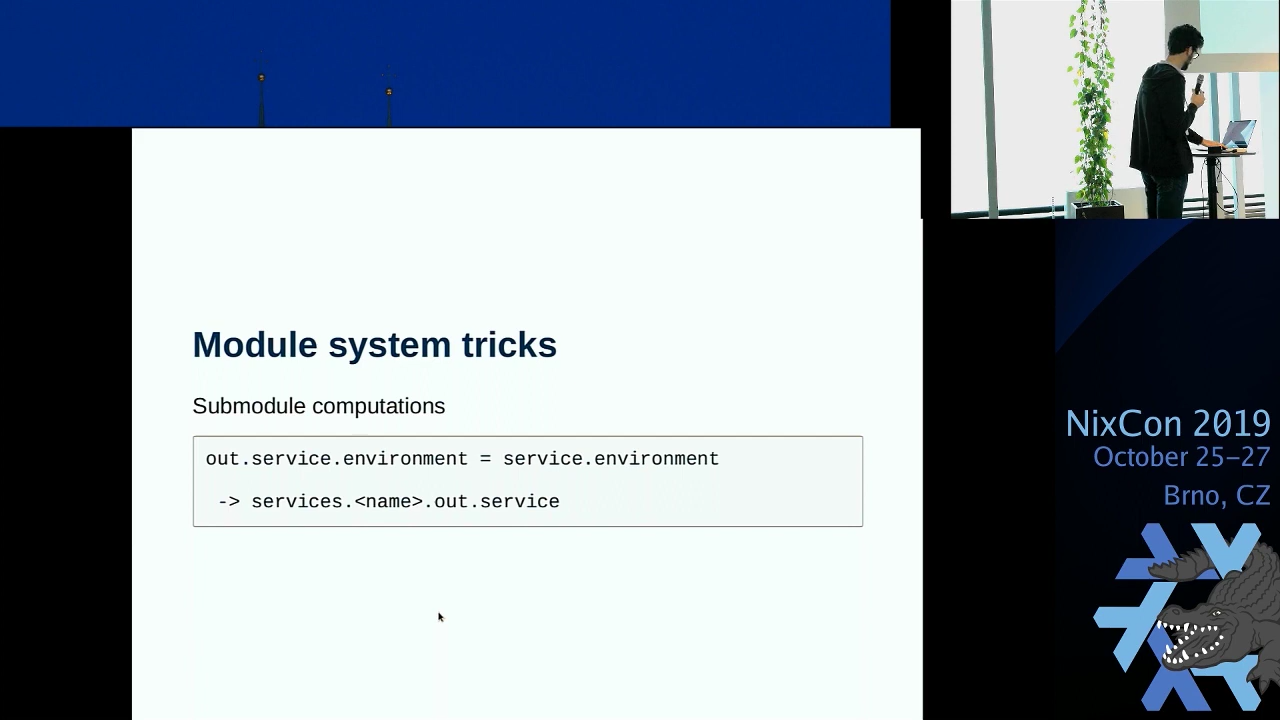 Module system tricks
Submodule computations
out.service.environment = service.environment
-> services.<name>.out.service
NixCon 2019
October 25–27
Brno, CZ